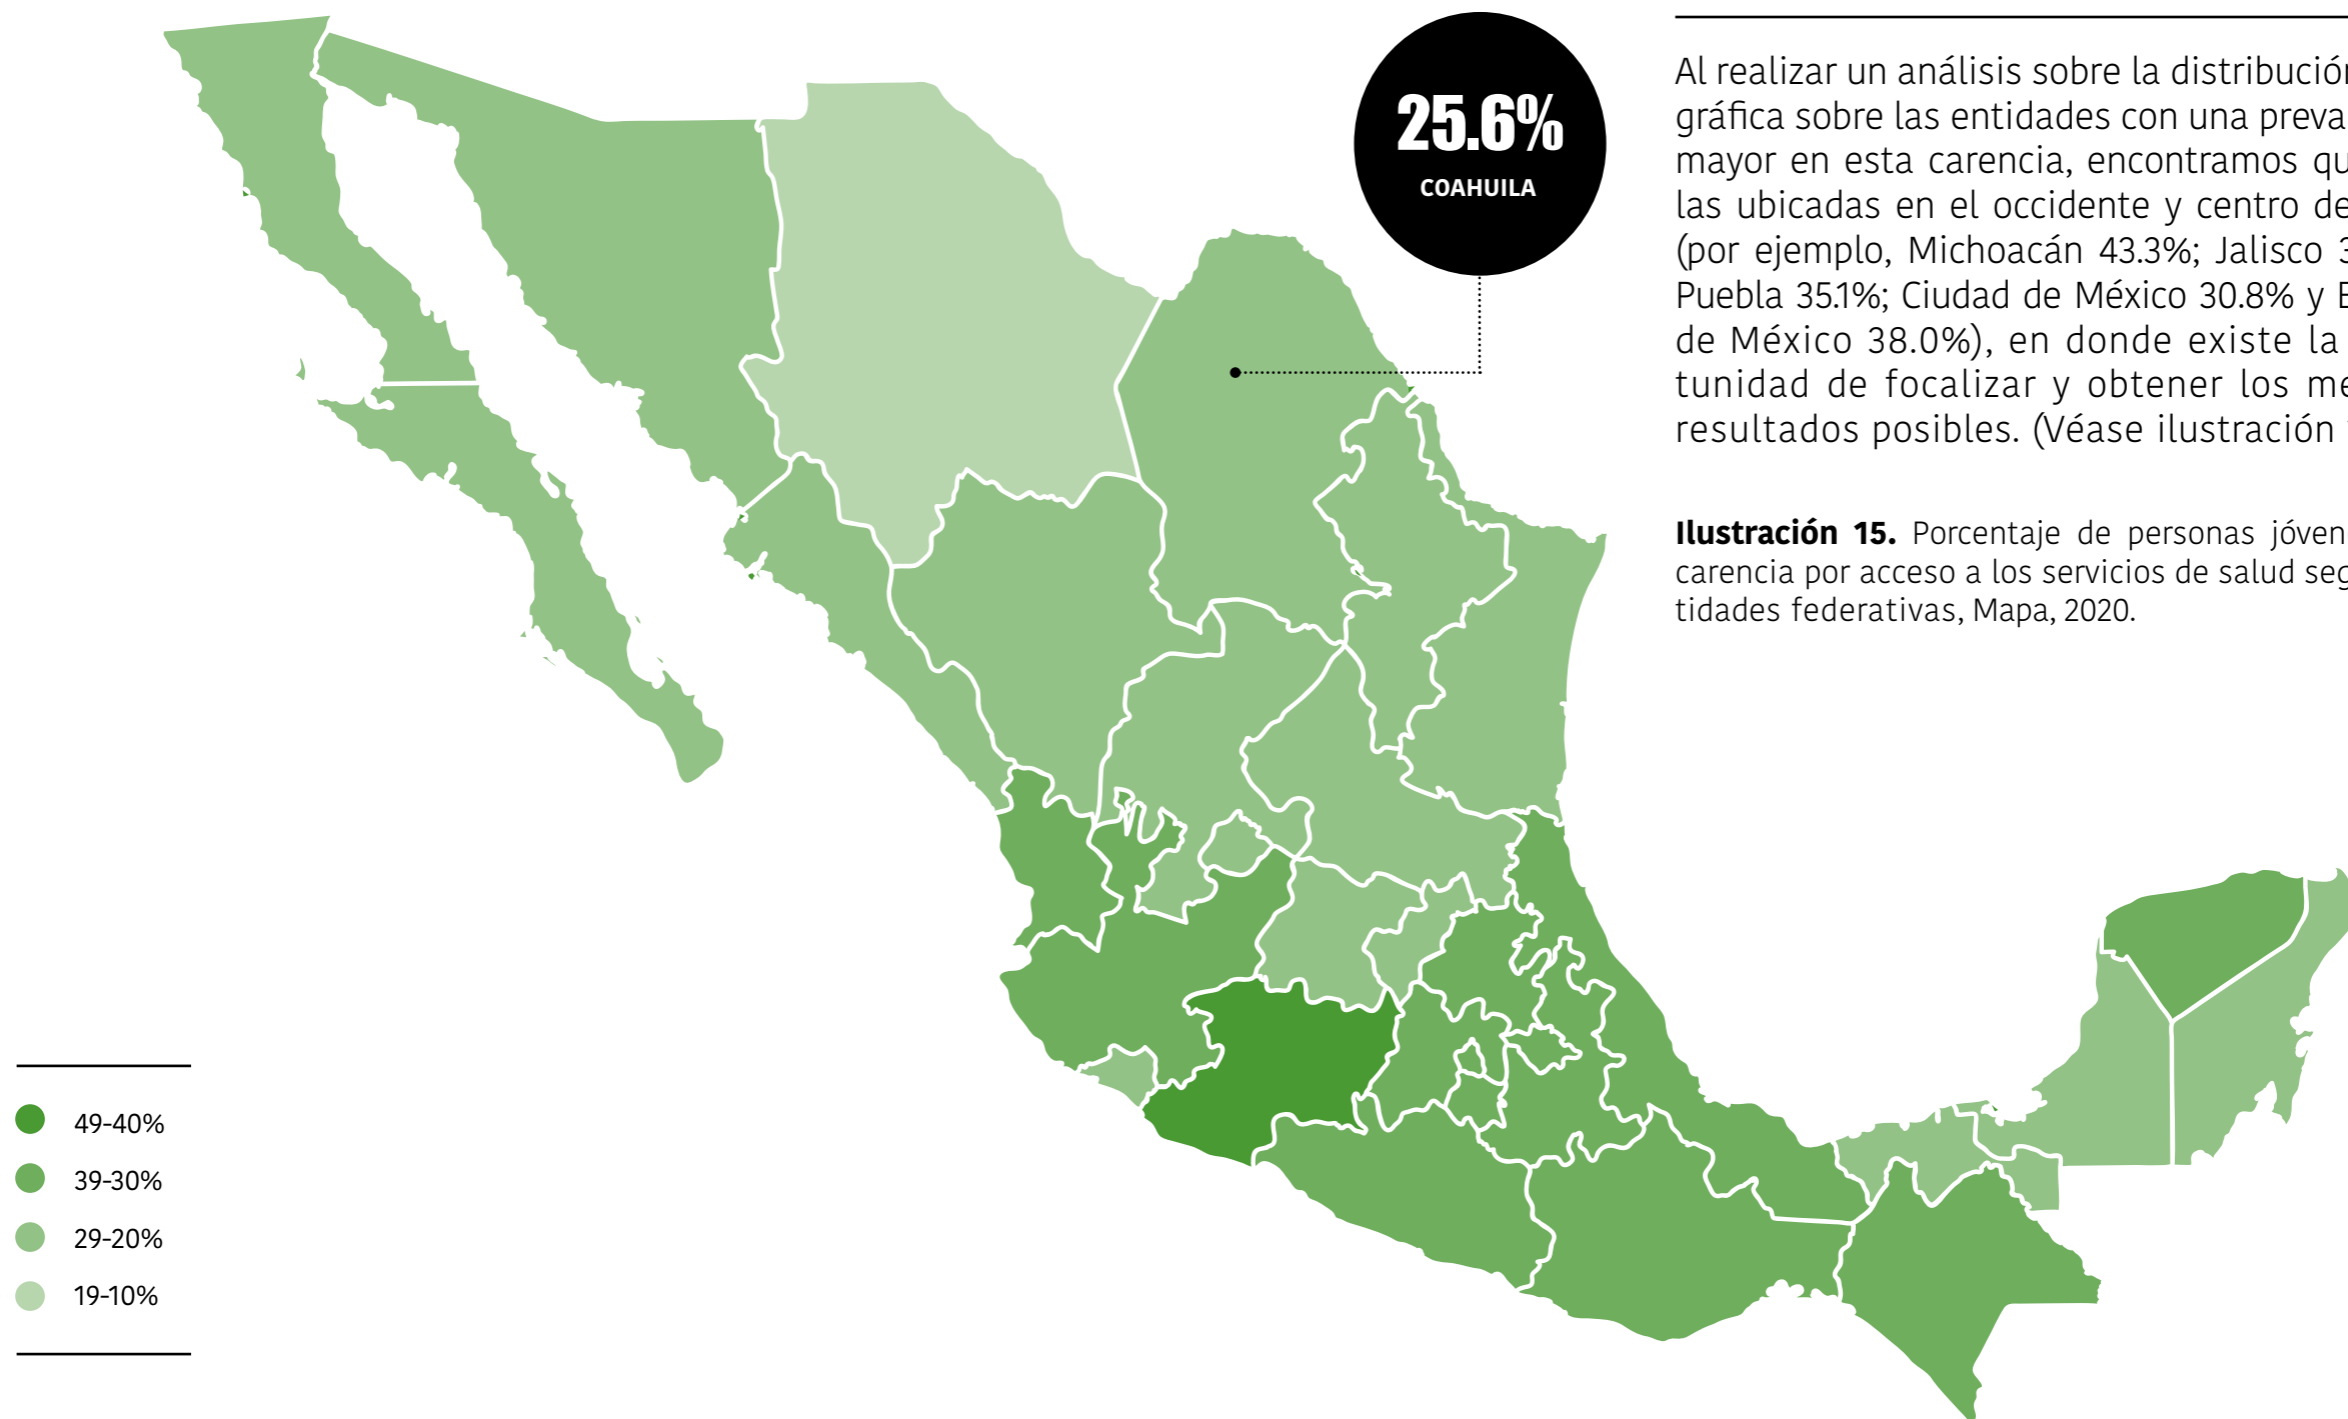 25.6%
COAHUILA
Al realizar un análisis sobre la distribución
gráfica sobre las entidades con una preva
mayor en esta carencia, encontramos qu
las ubicadas en el occidente y centro de
(por ejemplo, Michoacán 43.3%; Jalisco 3
Puebla 35.1%; Ciudad de México 30.8% y E
de México 38.0%), en donde existe la
tunidad de focalizar y obtener los me
resultados posibles. (Véase ilustración
Ilustración 15. Porcentaje de personas jóven
carencia por acceso a los servicios de salud seg
tidades federativas, Mapa, 2020.
49-40%
39-30%
29-20%
19-10%